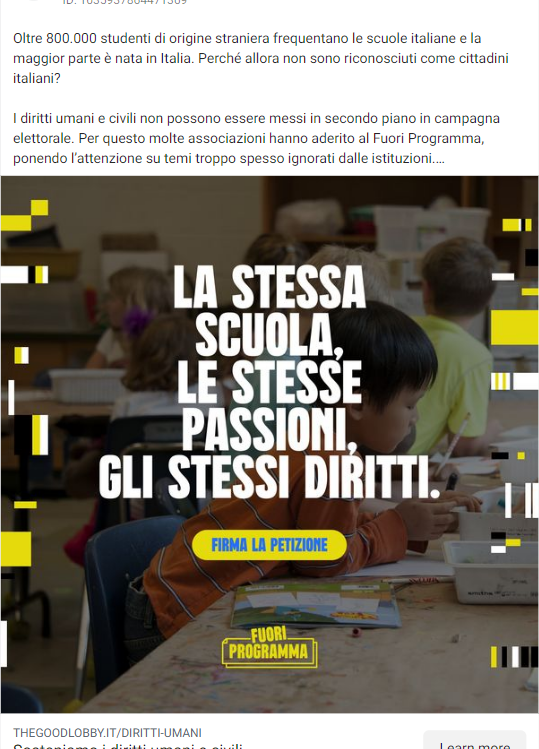 Oltre 800.000 studenti di origine straniera frequentano le scuole italiane e la
maggior parte è nata in Italia. Perché allora non sono riconosciuti come cittadini
italiani?
I diritti umani e civili non possono essere messi in secondo piano in campagna
elettorale. Per questo molte associazioni hanno aderito al Fuori Programma,
ponendo l'attenzione su temi troppo spesso ignorati dalle istituzioni....
LA STESSA
SCUOLA,
LE STESSE
PASSIONI,
GLI STESSI DIRITTI.
FIRMA LA PETIZIONE
FUORI
PROGRAMMA
THEGOODLOBBY.IT/DIRITTI-UMANI
Sosteniamo i diritti umani e civili
Learn more